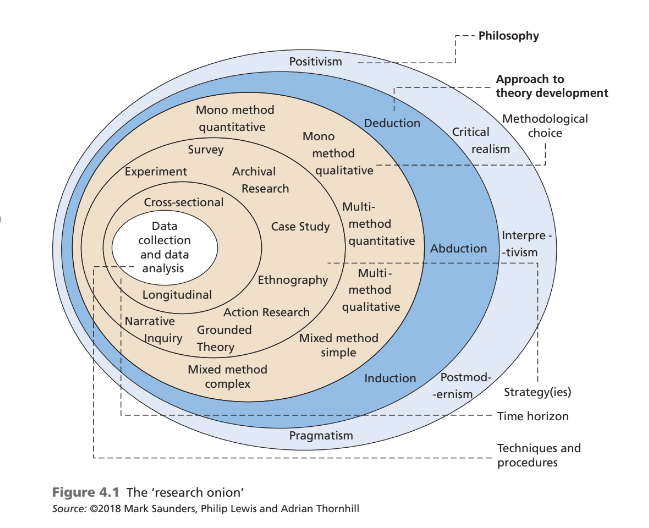 Philosophy
Positivism
Approach to
theory development
Methodological
choice
Mono method
quantitative
Deduction
Critical
realism
Mono
method
qualitative
Survey
Experiment
Archival
Research
Cross-sectional
Multi-
method
quantitative
Case Study
Data
collection
and data
analysis
Abduction
Interpre-
-tivism
Ethnography
Multi-
method
qualitative
Longitudinal
Action Research
Narrative
Inquiry
Grounded
Theory
Mixed method
simple
Mixed method
complex
Induction
Postmod-
-ernism
Strategy(ies)
Time horizon
Pragmatism
Techniques and
procedures
Figure 4.1 The ‘research onion’
Source: ©2018 Mark Saunders, Philip Lewis and Adrian Thornhill